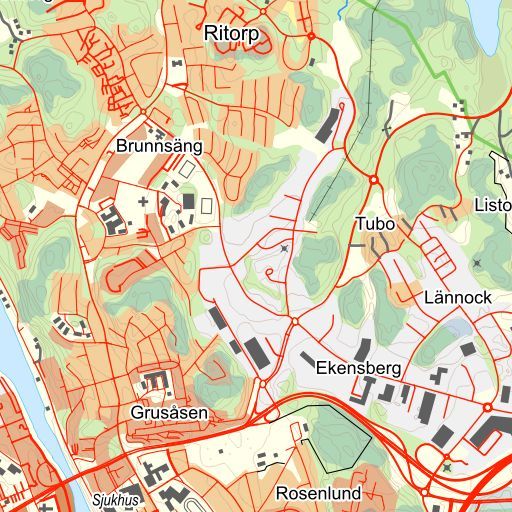 Ritorp
Brunnsäng
Listo
Tubo
Lännock
Ekensberg
Grusåsen
Rosenlund
Sjukhus